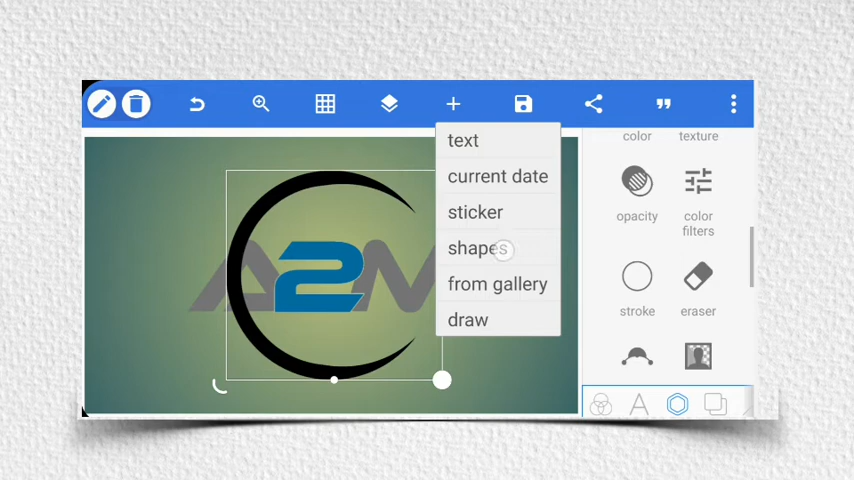 text
current date
sticker
shapes
from gallery
draw
color
texture
opacity
color
filters
stroke
eraser
A2M